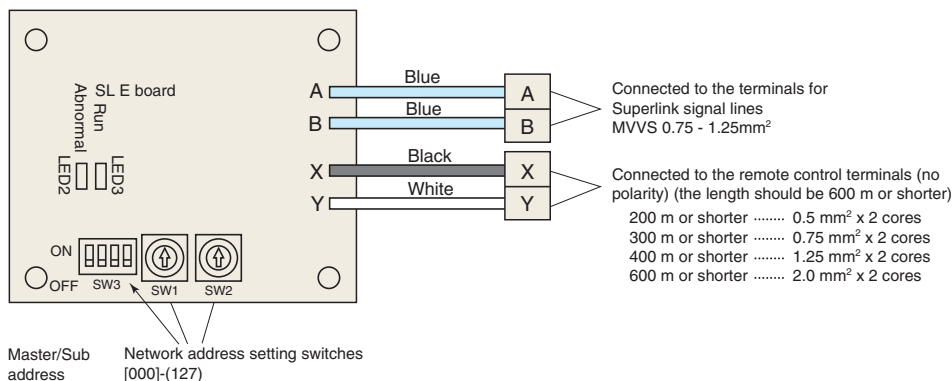 Abnormal
Run
SL E board
LED2
LED3
ON
OFF
SW3
SW1
SW2
A
B
X
Y
Blue
Blue
Black
White
A
B
X
Y
Connected to the terminals for
Superlink signal lines
MVVS 0.75 - 1.25mm²
Connected to the remote control terminals (no
polarity) (the length should be 600 m or shorter)
200 m or shorter ........ 0.5 mm² x 2 cores
300 m or shorter ........ 0.75 mm² x 2 cores
400 m or shorter ........ 1.25 mm² x 2 cores
600 m or shorter ........ 2.0 mm² x 2 cores
Master/Sub
address
Network address setting switches
[000]-(127)